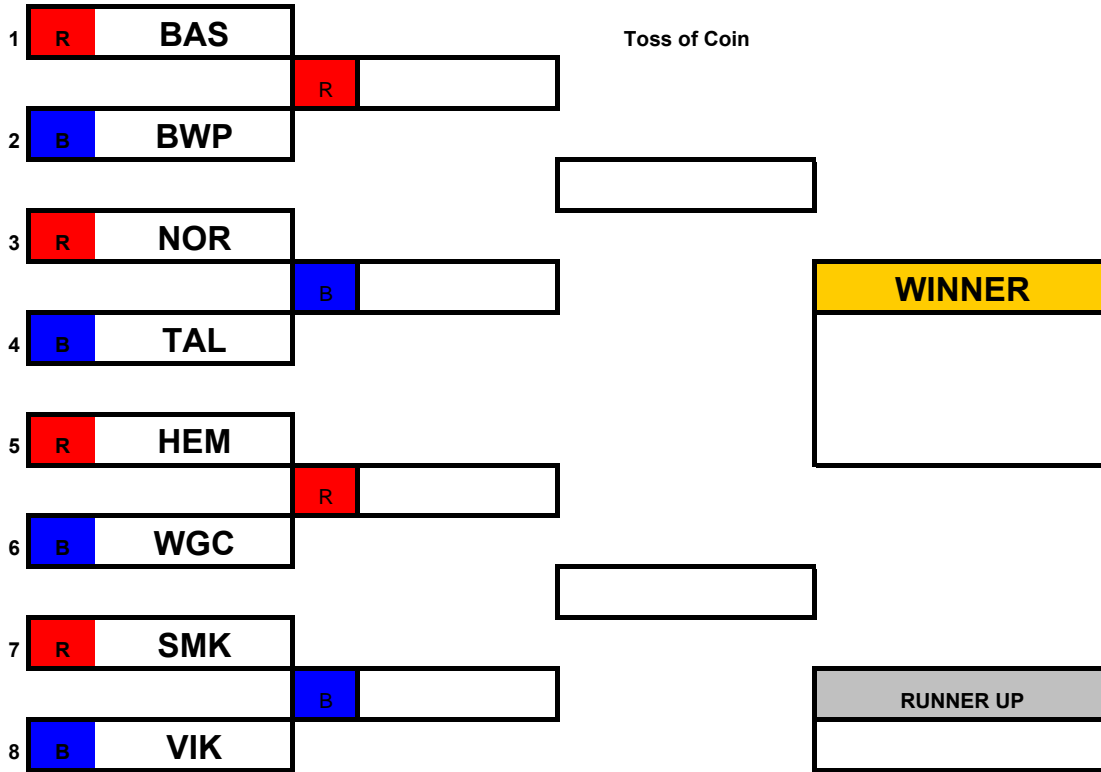 1 R BAS Toss of Coin
R
2 B BWP
3 R NOR
B WINNER
4 B TAL
5 R HEM
R
6 B WGC
7 R SMK
B RUNNER UP
8 B VIK